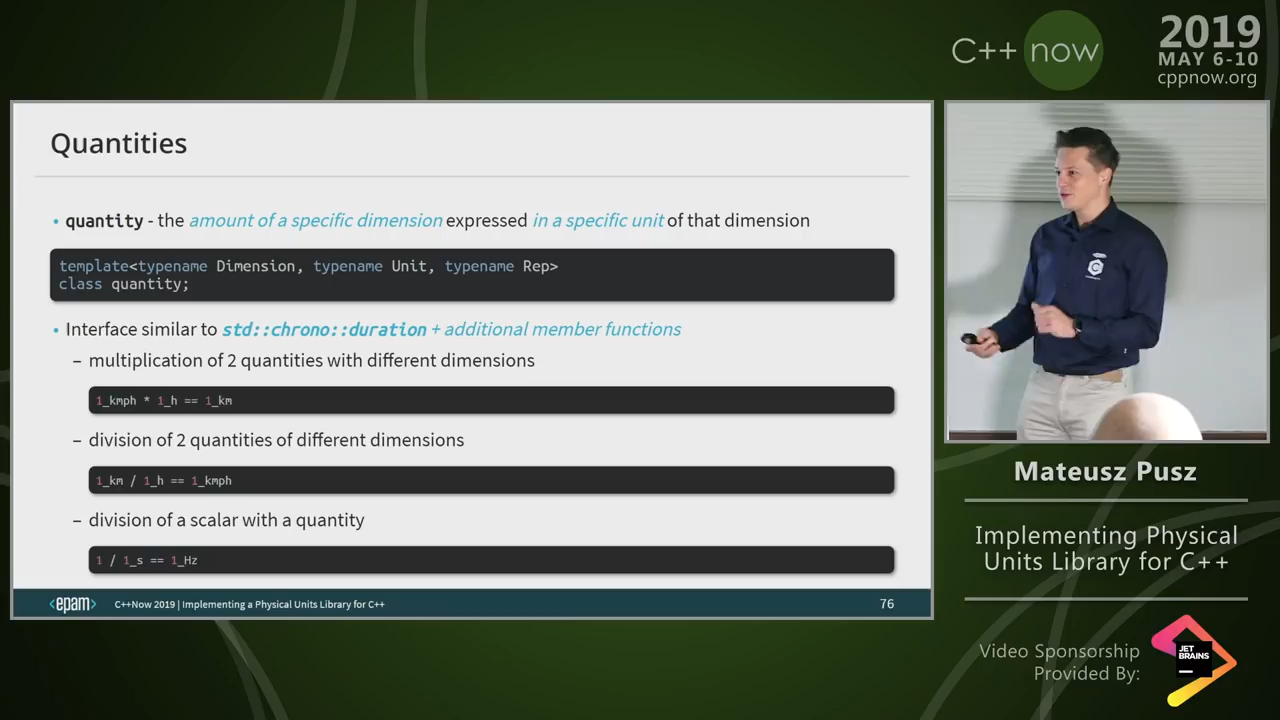 C++ now
2019
MAY 6-10
cppnow.org
Quantities
• quantity - the amount of a specific dimension expressed in a specific unit of that dimension
template<typename Dimension, typename Unit, typename Rep>
class quantity;
• Interface similar to std::chrono::duration + additional member functions
– multiplication of 2 quantities with different dimensions
1_kmph * 1_h == 1_km
– division of 2 quantities of different dimensions
1_km / 1_h == 1_kmph
– division of a scalar with a quantity
1 / 1_s == 1_Hz
<epam> C++Now 2019 | Implementing a Physical Units Library for C++ 76
Mateusz Pusz
Implementing Physical
Units Library for C++
Video Sponsorship
Provided By:
JET
BRAINS